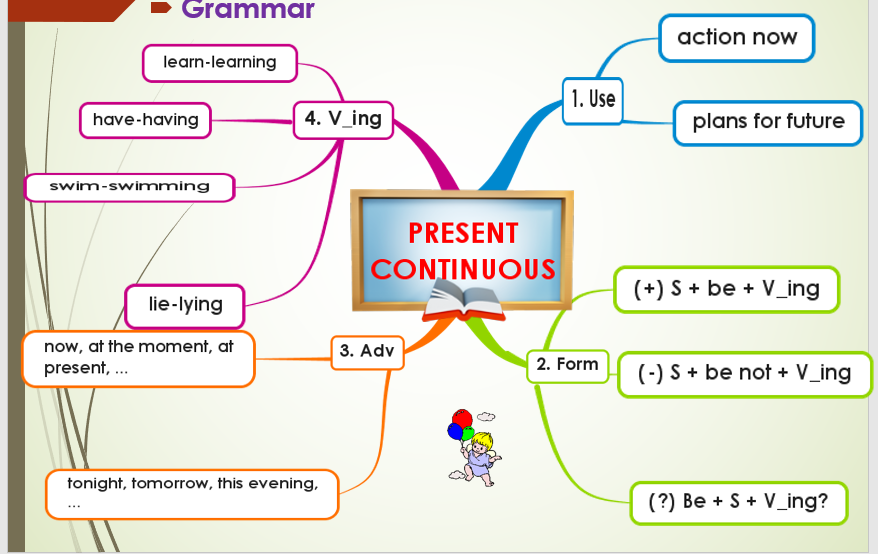 Grammar
PRESENT
CONTINUOUS
1. Use
action now
plans for future
2. Form
(+) S + be + V_ing
(-) S + be not + V_ing
(?) Be + S + V_ing?
3. Adv
now, at the moment, at
present, ...
tonight, tomorrow, this evening,
...
4. V_ing
learn-learning
have-having
swim-swimming
lie-lying